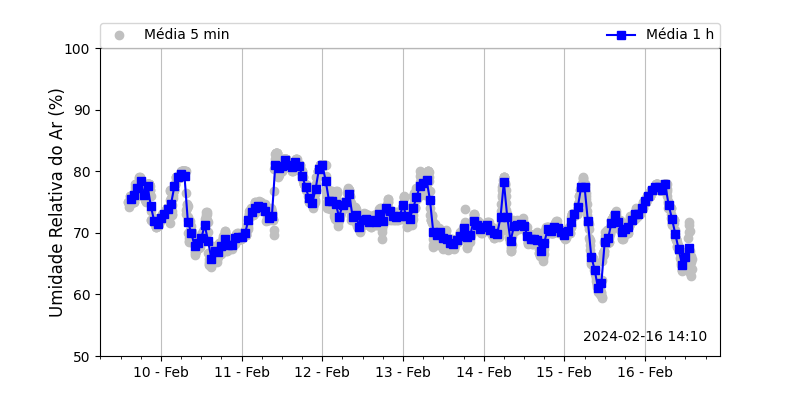 Média 5 min
Média 1 h
Umidade Relativa do Ar (%)
100
90
80
70
60
50
2024-02-16 14:10
10 - Feb
11 - Feb
12 - Feb
13 - Feb
14 - Feb
15 - Feb
16 - Feb